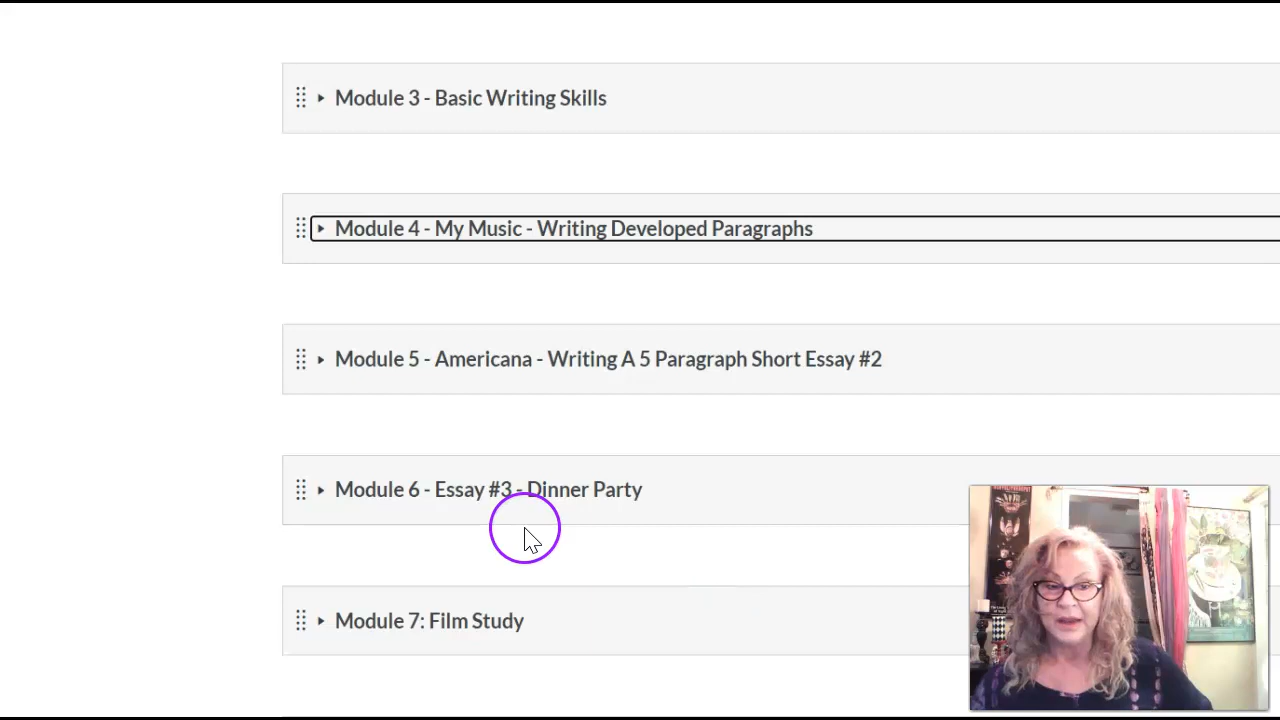 Module 3 - Basic Writing Skills
Module 4 - My Music - Writing Developed Paragraphs
Module 5 - Americana - Writing A 5 Paragraph Short Essay #2
Module 6 - Essay #3 - Dinner Party
Module 7: Film Study